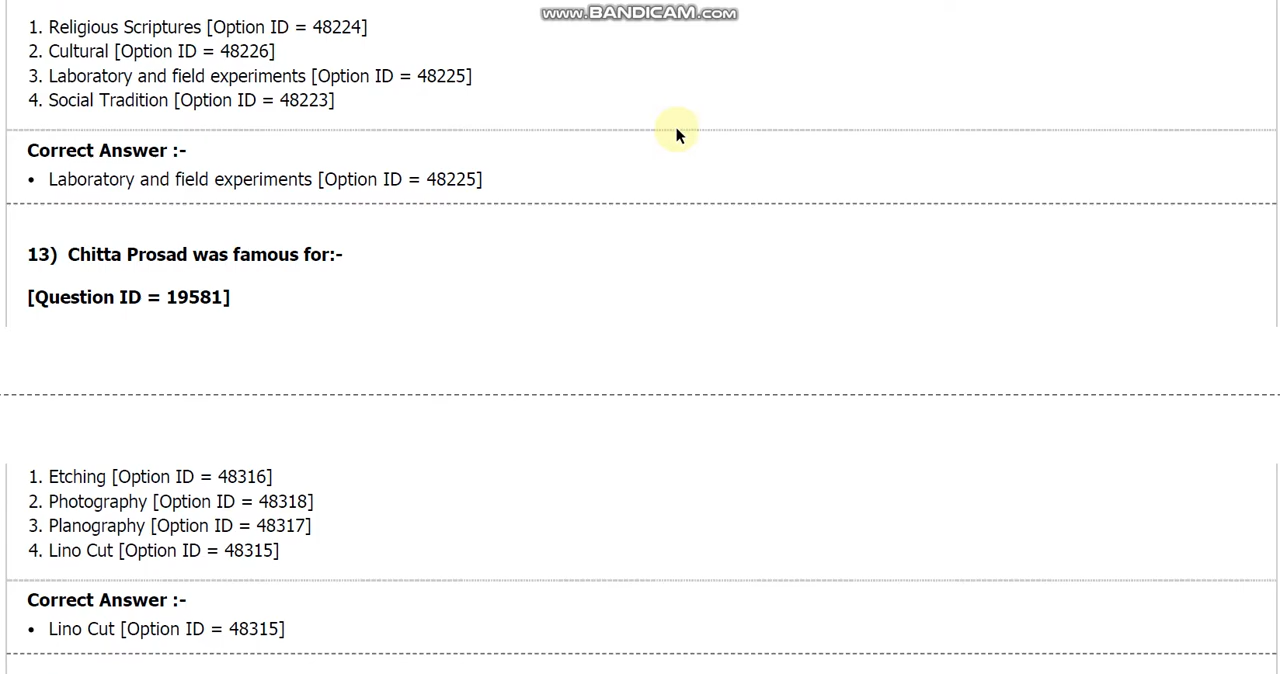 www.BANDICAM.com
1. Religious Scriptures [Option ID = 48224]
2. Cultural [Option ID = 48226]
3. Laboratory and field experiments [Option ID = 48225]
4. Social Tradition [Option ID = 48223]
Correct Answer :-
• Laboratory and field experiments [Option ID = 48225]
13) Chitta Prosad was famous for:-
[Question ID = 19581]
1. Etching [Option ID = 48316]
2. Photography [Option ID = 48318]
3. Planography [Option ID = 48317]
4. Lino Cut [Option ID = 48315]
Correct Answer :-
• Lino Cut [Option ID = 48315]